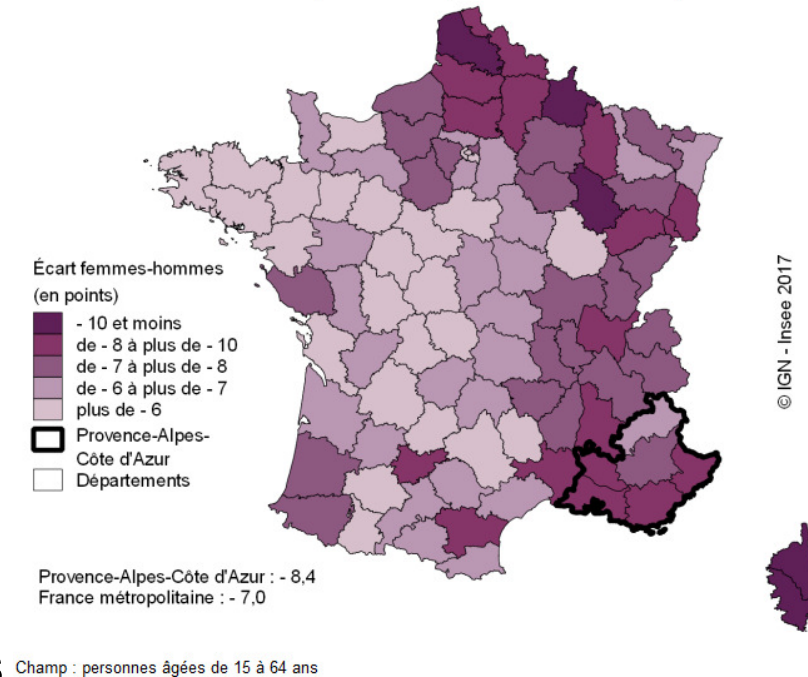 Écart femmes-hommes
(en points)
- 10 et moins
de - 8 à plus de - 10
de - 7 à plus de - 8
de - 6 à plus de - 7
plus de - 6
Provence-Alpes-
Côte d'Azur
Départements
Provence-Alpes-Côte d'Azur : - 8,4
France métropolitaine : - 7,0
© IGN - Insee 2017
Champ : personnes âgées de 15 à 64 ans